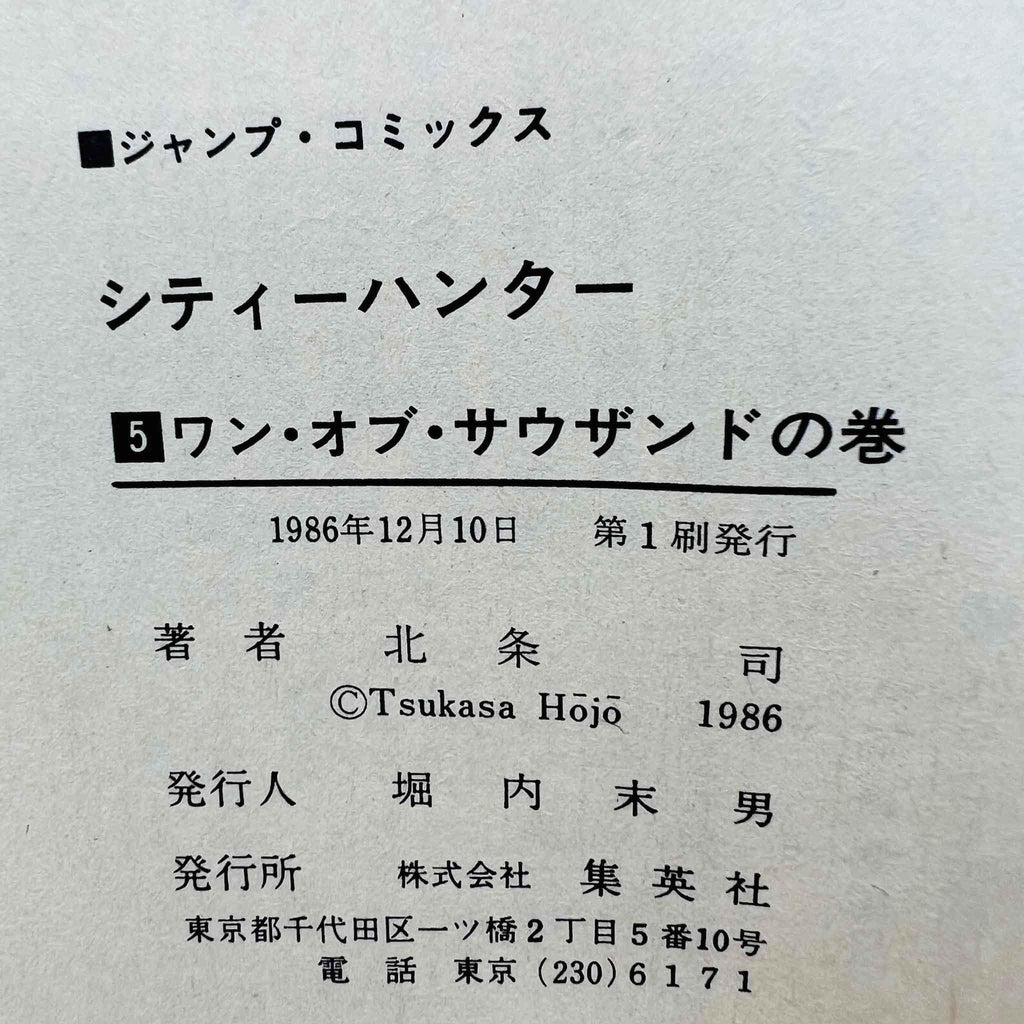 ■ジャンプ・コミックス
シティーハンター
5ワン・オブ・サウザンドの巻
1986年12月10日　第1刷発行
著者　北条　司
©Tsukasa Hōjō　1986
発行人　堀内末男
発行所　株式会社　集英社
東京都千代田区一ツ橋2丁目5番10号
電話　東京（230）6171